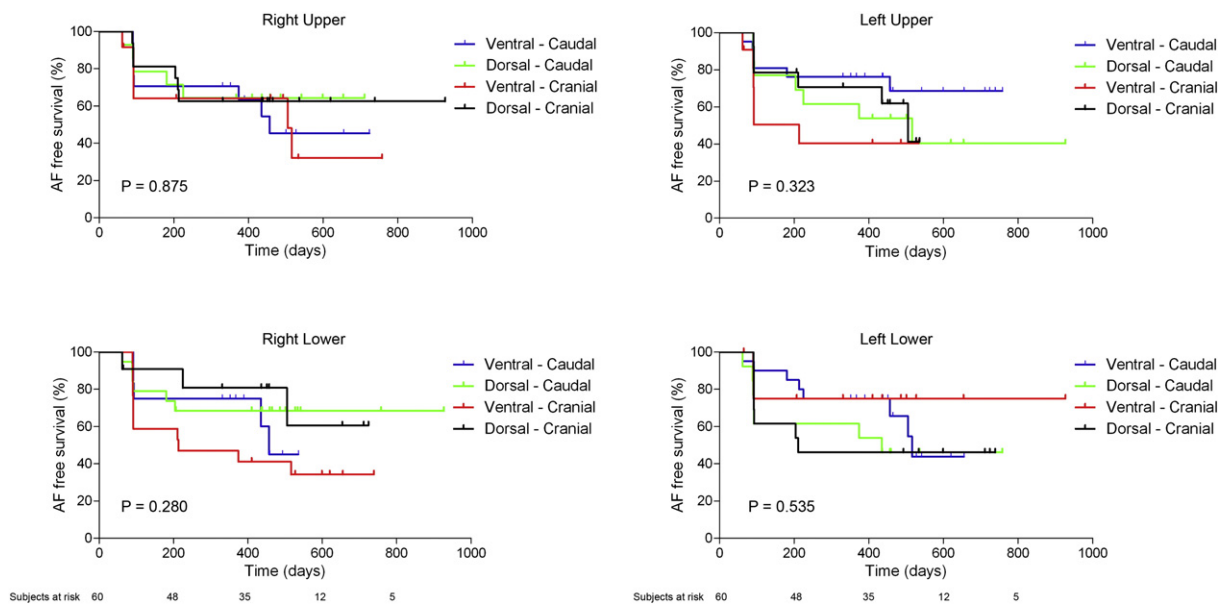 Right Upper
AF free survival (%)
100
80
60
40
20
0
0 200 400 600 800 1000
Time (days)
P = 0.875
Ventral - Caudal
Dorsal - Caudal
Ventral - Cranial
Dorsal - Cranial
Left Upper
AF free survival (%)
100
80
60
40
20
0
0 200 400 600 800 1000
Time (days)
P = 0.323
Ventral - Caudal
Dorsal - Caudal
Ventral - Cranial
Dorsal - Cranial
Right Lower
AF free survival (%)
100
80
60
40
20
0
0 200 400 600 800 1000
Time (days)
P = 0.280
Ventral - Caudal
Dorsal - Caudal
Ventral - Cranial
Dorsal - Cranial
Subjects at risk 60 48 35 12 5
Left Lower
AF free survival (%)
100
80
60
40
20
0
0 200 400 600 800 1000
Time (days)
P = 0.535
Ventral - Caudal
Dorsal - Caudal
Ventral - Cranial
Dorsal - Cranial
Subjects at risk 60 48 35 12 5